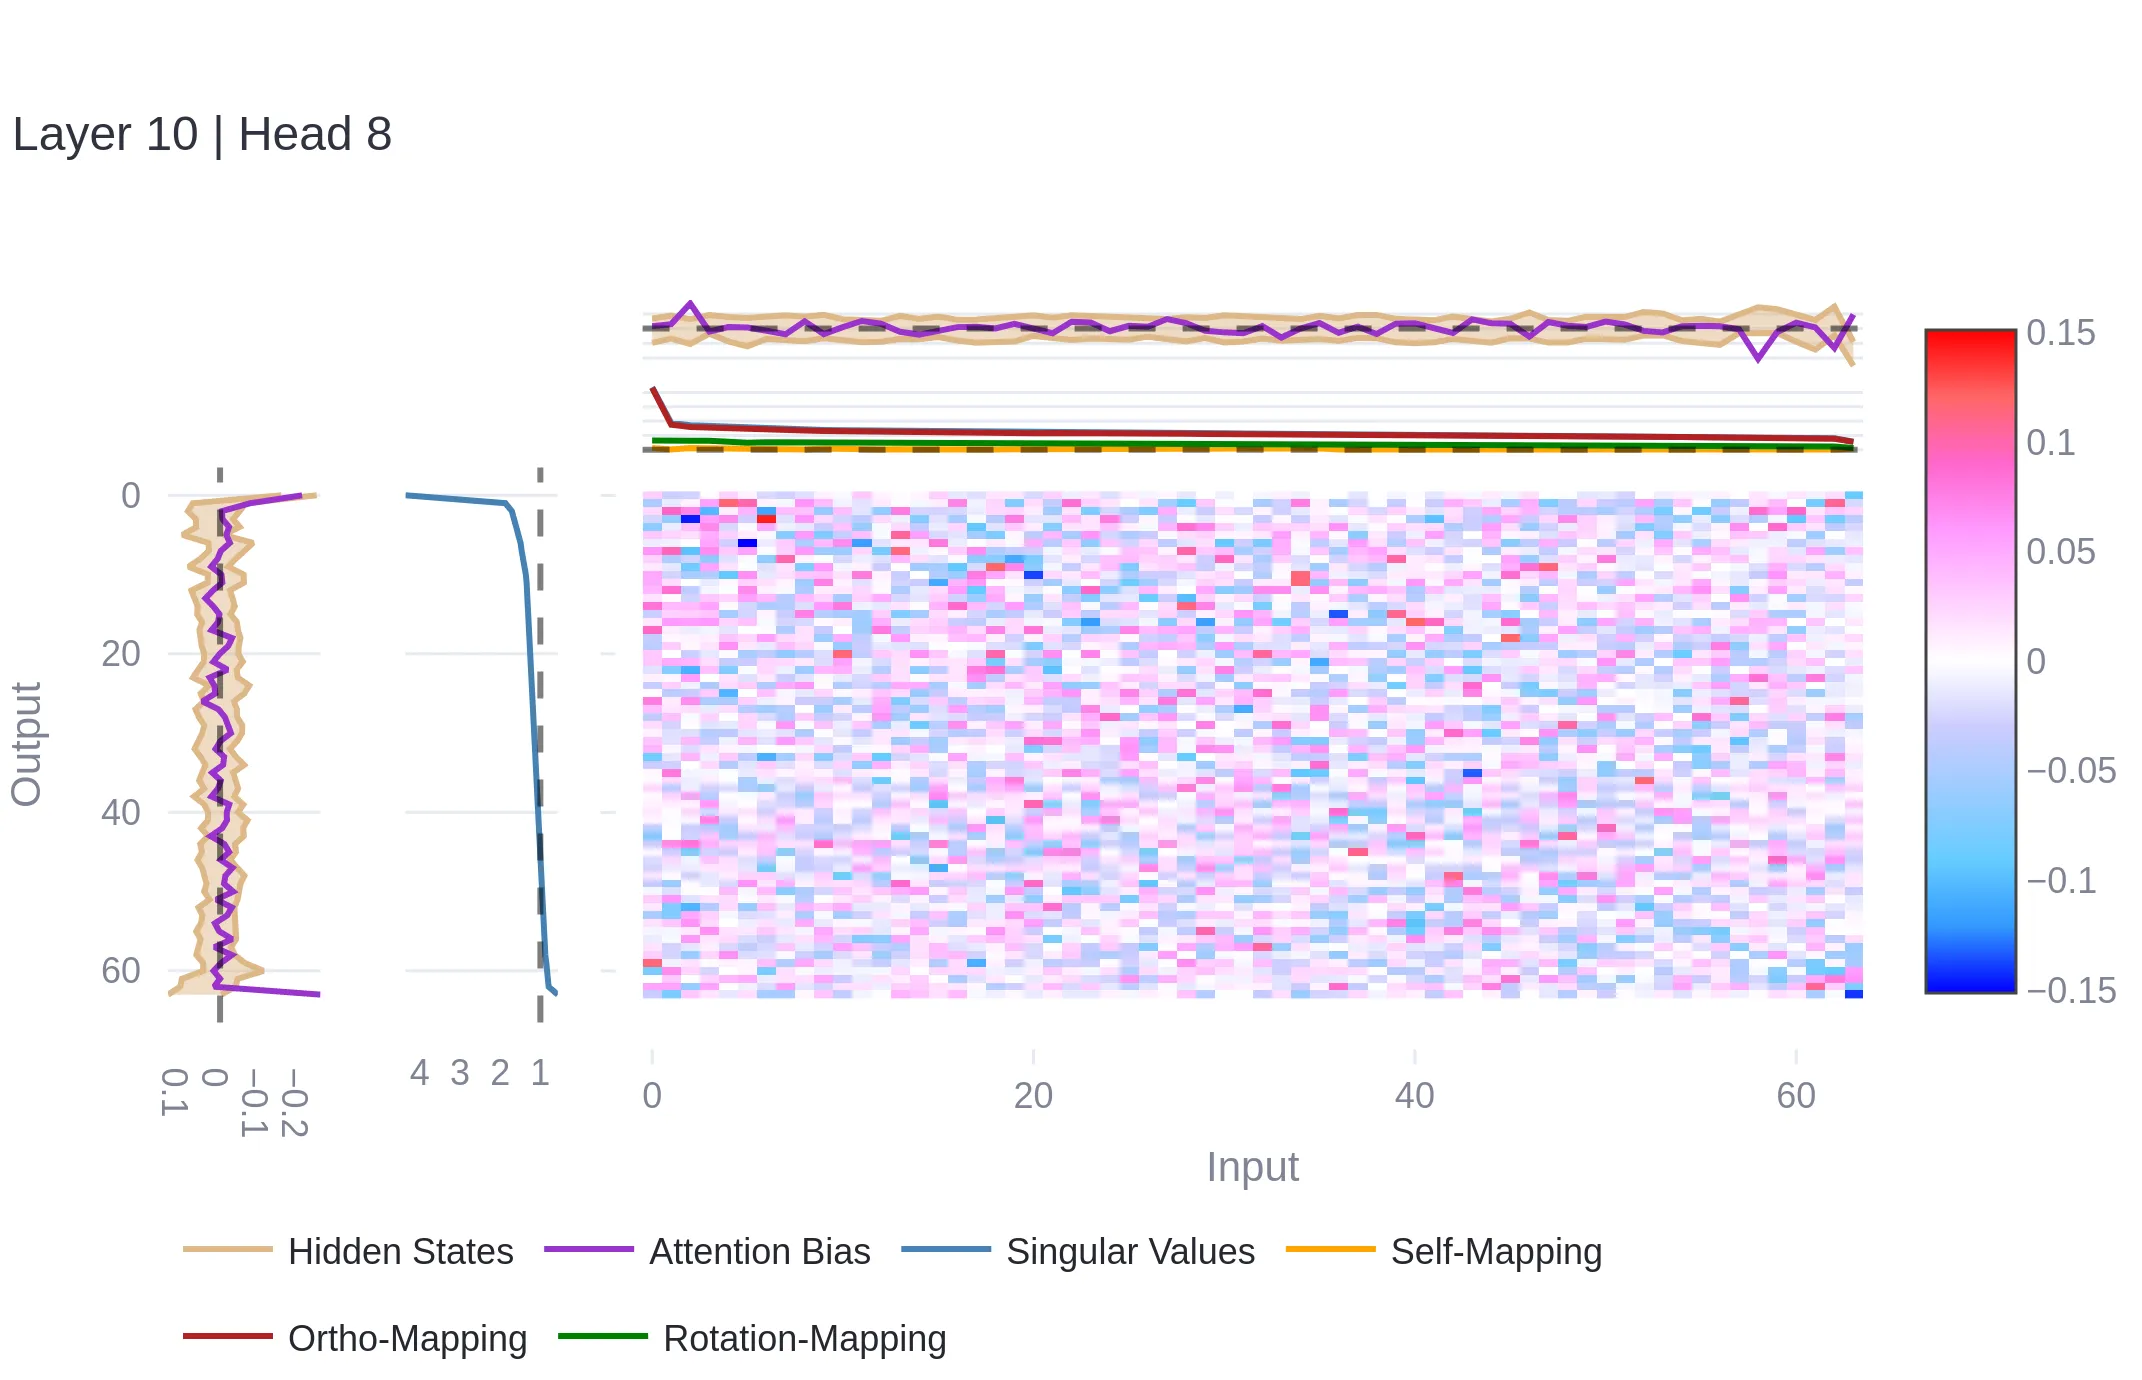 Layer 10 | Head 8
0.15
0.1
0.05
0
−0.05
−0.1
−0.15
Output
0
20
40
60
0.1
0
−0.1
−0.2
4 3 2 1
0 20 40 60
Input
Hidden States Attention Bias Singular Values Self-Mapping
Ortho-Mapping Rotation-Mapping